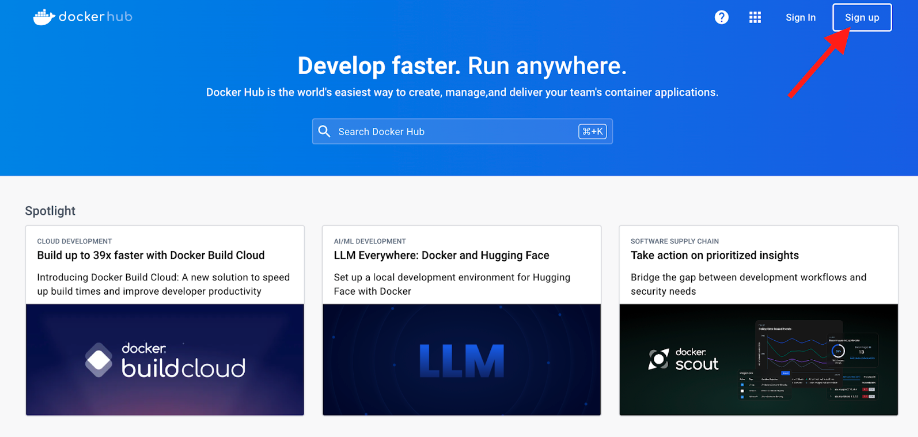 dockerhub
Sign In
Sign up
Develop faster. Run anywhere.
Docker Hub is the world's easiest way to create, manage,and deliver your team's container applications.
Search Docker Hub
⌘+K
Spotlight
CLOUD DEVELOPMENT
Build up to 39x faster with Docker Build Cloud
Introducing Docker Build Cloud: A new solution to speed
up build times and improve developer productivity
docker
buildcloud
AI/ML DEVELOPMENT
LLM Everywhere: Docker and Hugging Face
Set up a local development environment for Hugging
Face with Docker
LLM
SOFTWARE SUPPLY CHAIN
Take action on prioritized insights
Bridge the gap between development workflows and
security needs
docker
scout